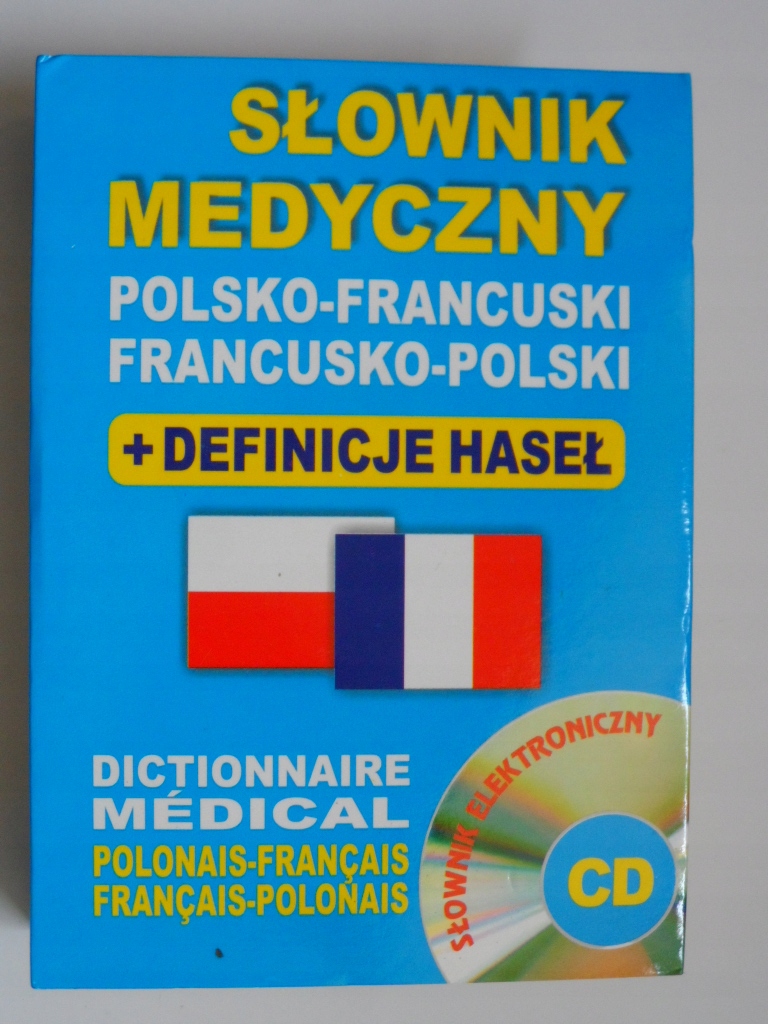 SŁOWNIK
MEDYCZNY
POLSKO-FRANCUSKI
FRANCUSKO-POLSKI
+ DEFINICJE HASEŁ
DICTIONNAIRE
MÉDICAL
POLONAIS-FRANÇAIS
FRANÇAIS-POLONAIS
SŁOWNIK ELEKTRONICZNY
CD